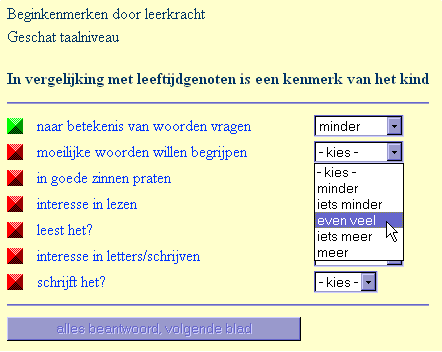 Beginkenmerken door leerkracht
Geschat taalniveau
In vergelijking met leeftijdgenoten is een kenmerk van het kind
naar betekenis van woorden vragen minder
moeilijke woorden willen begrijpen - kies -
in goede zinnen praten - kies -
minder
interesse in lezen iets minder
even veel
leest het? iets meer
interesse in letters/schrijven meer
schrijft het? - kies -
alles beantwoord, volgende blad